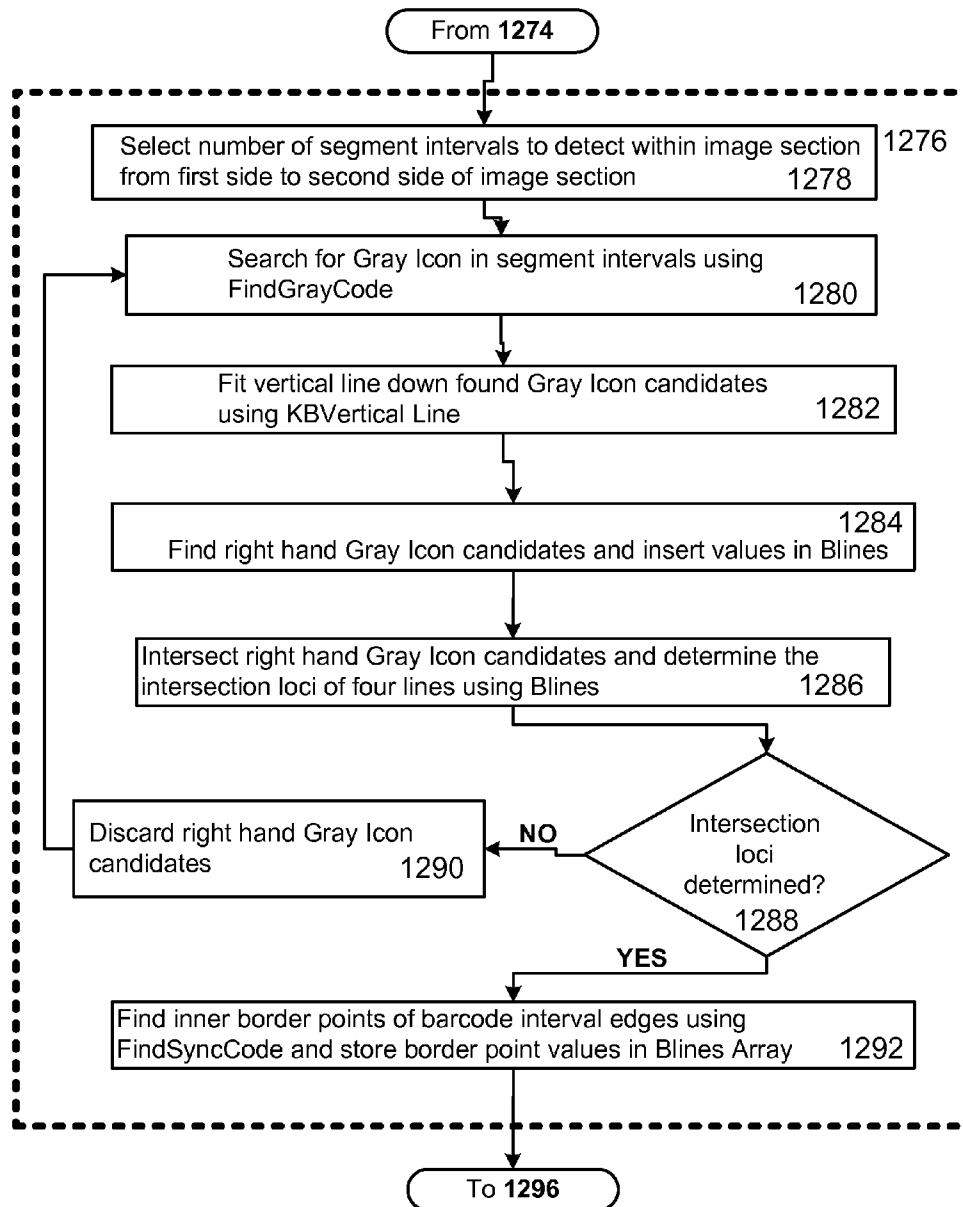 From 1274
1276
Select number of segment intervals to detect within image section
from first side to second side of image section
1278
Search for Gray Icon in segment intervals using
FindGrayCode
1280
Fit vertical line down found Gray Icon candidates
using KBVertical Line
1282
1284
Find right hand Gray Icon candidates and insert values in Blines
Intersect right hand Gray Icon candidates and determine the
intersection loci of four lines using Blines
1286
Intersection
loci
determined?
1288
NO
Discard right hand Gray Icon
candidates
1290
YES
Find inner border points of barcode interval edges using
FindSyncCode and store border point values in Blines Array
1292
To 1296